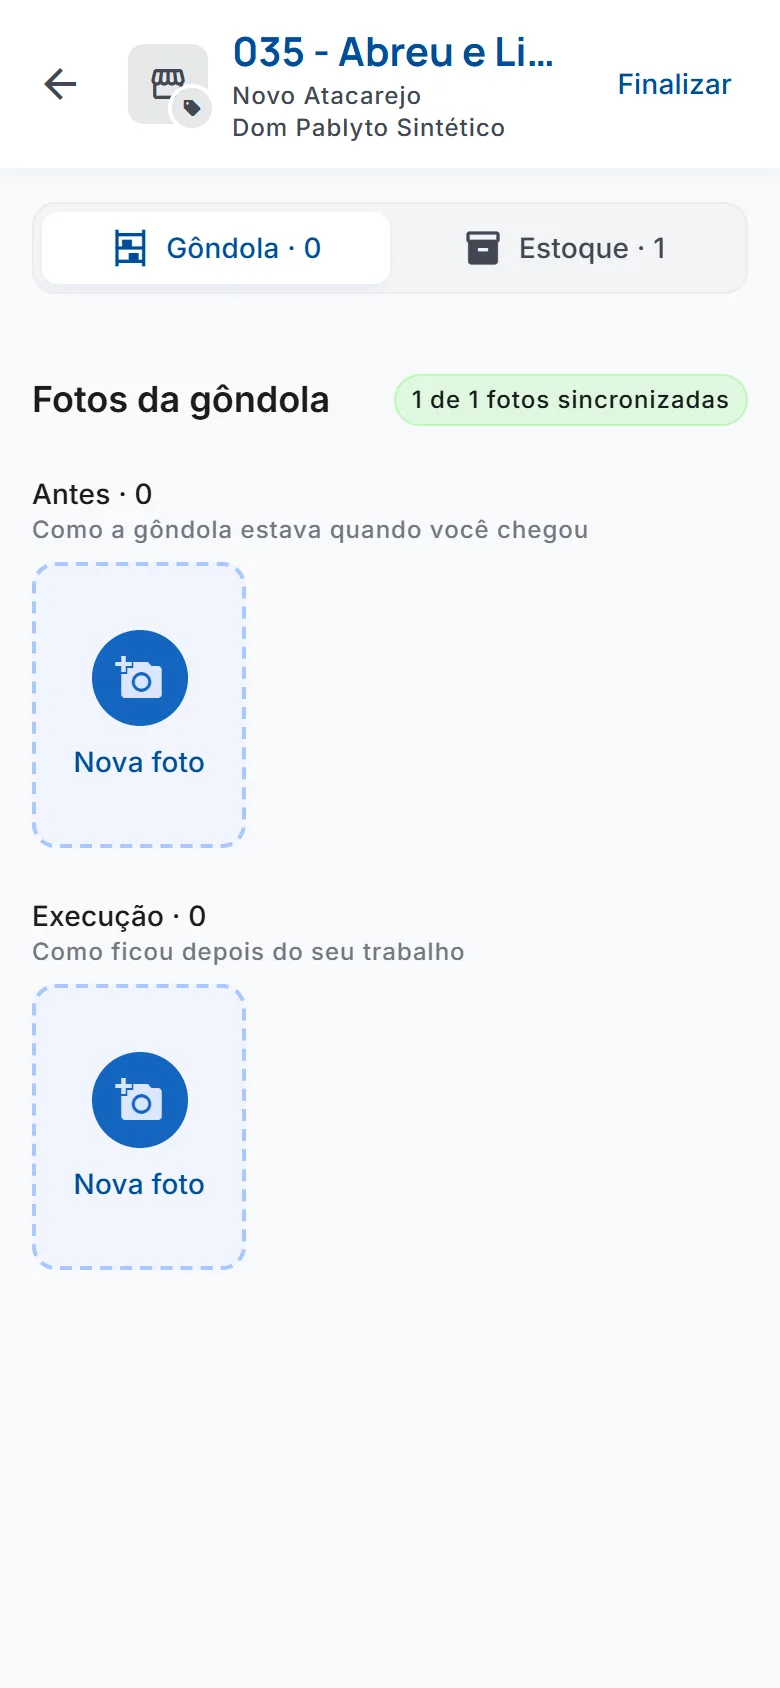 035 - Abreu e Li...
Novo Atacarejo
Dom Pablyto Sintético
Finalizar
Gôndola · 0
Estoque · 1
Fotos da gôndola
1 de 1 fotos sincronizadas
Antes · 0
Como a gôndola estava quando você chegou
Nova foto
Execução · 0
Como ficou depois do seu trabalho
Nova foto